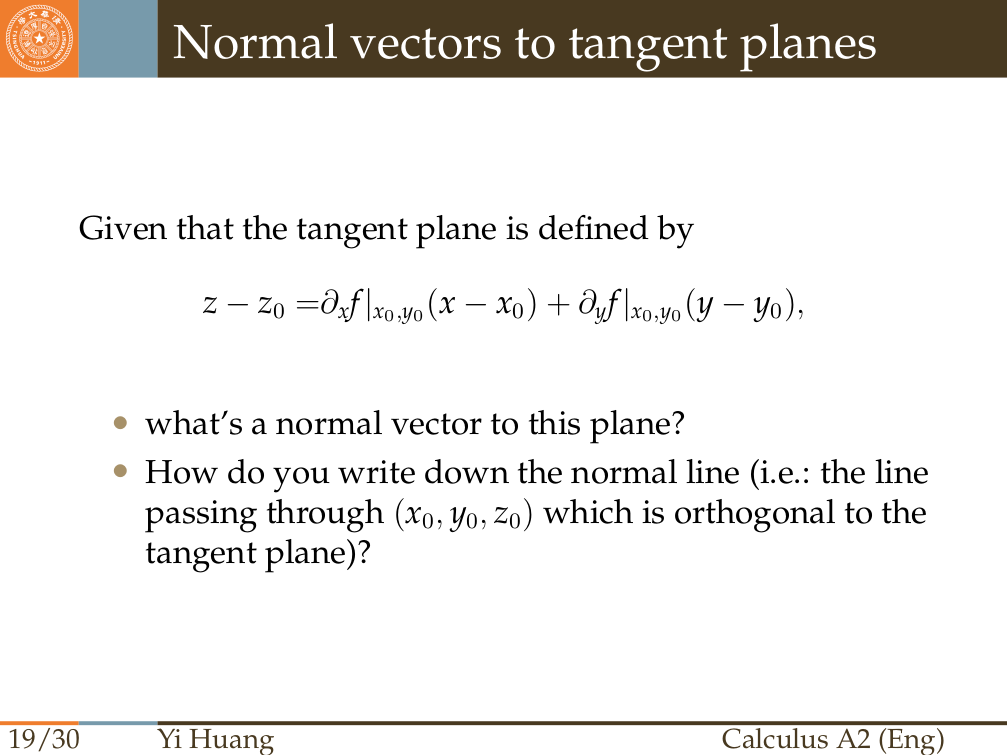 Normal vectors to tangent planes
Given that the tangent plane is defined by
z − z₀ =∂ₓf|ₓ₀,ᵧ₀(x − x₀) + ∂ᵧf|ₓ₀,ᵧ₀(y − y₀),
• what’s a normal vector to this plane?
• How do you write down the normal line (i.e.: the line
passing through (x₀, y₀, z₀) which is orthogonal to the
tangent plane)?
19/30 Yi Huang Calculus A2 (Eng)